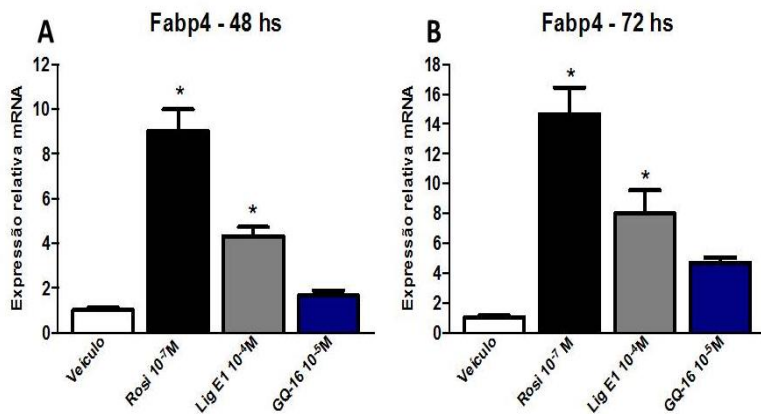 A
Fabp4 - 48 hs
Expressão relativa mRNA
12
10
8
6
4
2
0
*
*
Veículo
Rosi 10⁻⁷M
Lig E1 10⁻⁴M
GQ-16 10⁻⁵M
B
Fabp4 - 72 hs
Expressão relativa mRNA
18
16
14
12
10
8
6
4
2
0
*
*
Veículo
Rosi 10⁻⁷ M
Lig E1 10⁻⁴M
GQ-16 10⁻⁵M